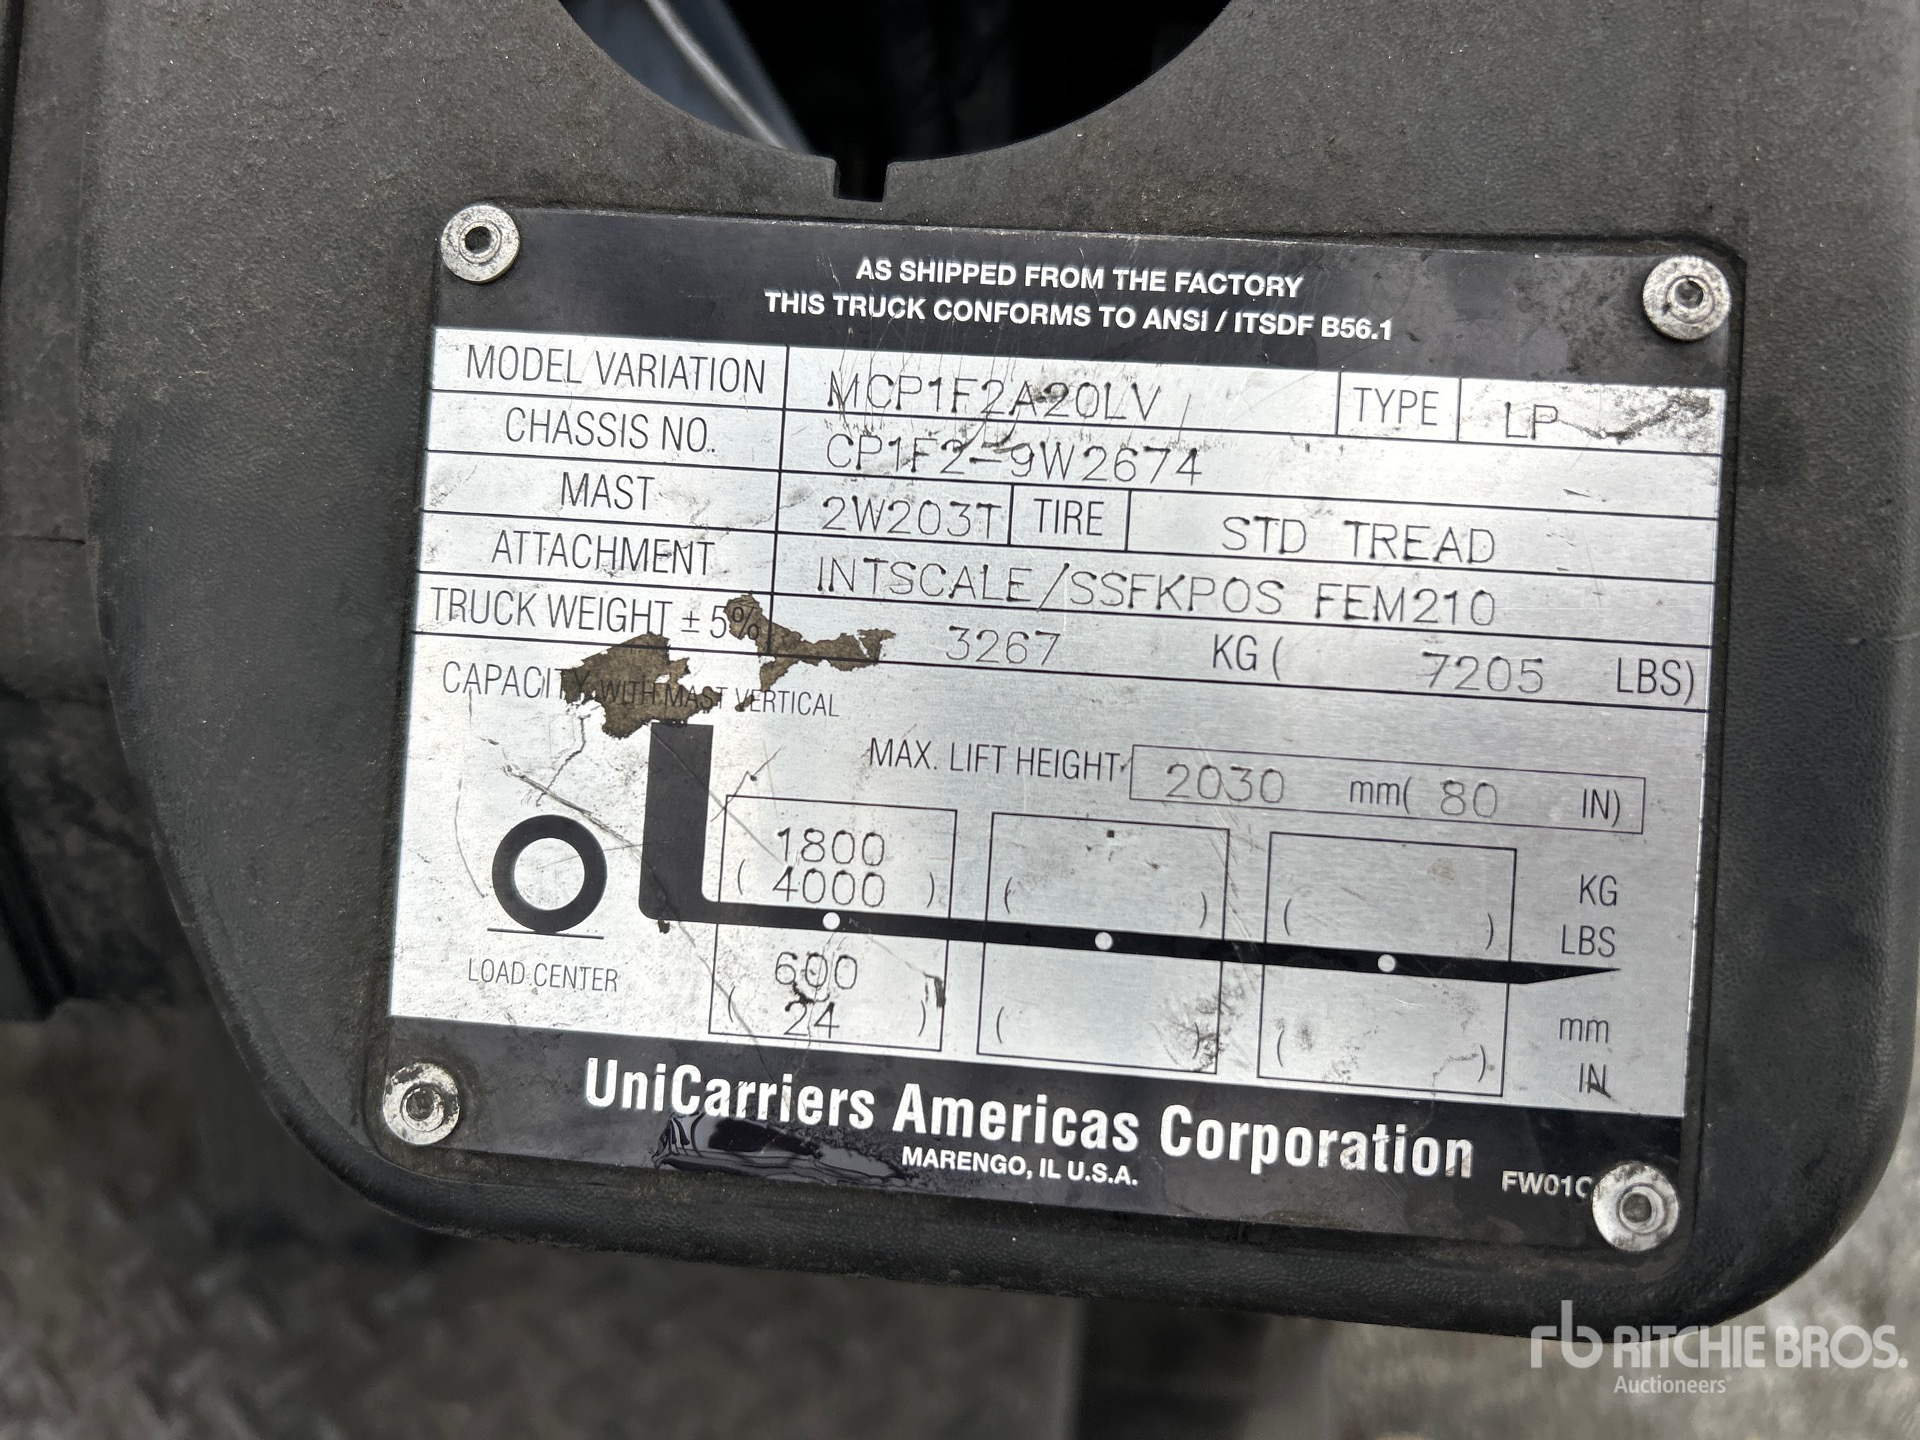 AS SHIPPED FROM THE FACTORY
THIS TRUCK CONFORMS TO ANSI / ITSDF B56.1
MODEL VARIATION MCP1F2A20LV TYPE LP
CHASSIS NO. CP1F2-9W2674
MAST 2W203T TIRE STD TREAD
ATTACHMENT INTSCALE/SSFKPOS FEM210
TRUCK WEIGHT ± 5% 3267 KG ( 7205 LBS)
CAPACITY WITH MAST VERTICAL
MAX. LIFT HEIGHT 2030 mm( 80 IN)
1800 KG
( 4000 ) ( ) ( ) LBS
LOAD CENTER 600 mm
( 24 ) ( ) ( ) IN
UniCarriers Americas Corporation
MARENGO, IL U.S.A. FW01
rb RITCHIE BROS.
Auctioneers